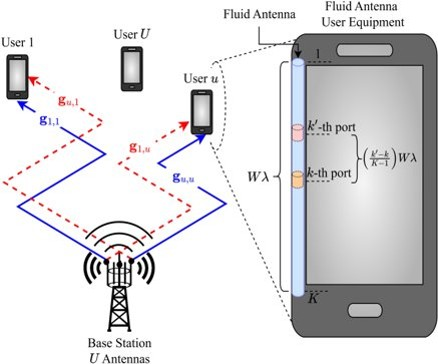 Fluid Antenna
User Equipment
Fluid Antenna
User 1
User U
User u
1
g_{u,1}
g_{1,1}
g_{1,u}
g_{u,u}
k′-th port
k-th port
(\frac{k′-k}{K-1})Wλ
Wλ
K
Base Station
U Antennas